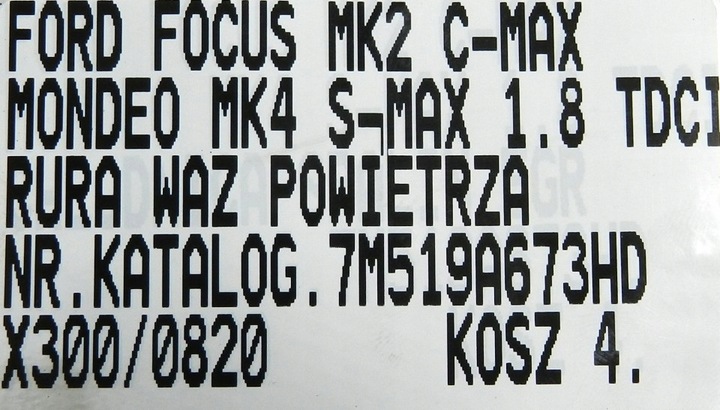 FORD FOCUS MK2 C-MAX
MONDEO MK4 S-MAX 1.8 TDCI
RURA WAZ POWIETRZA
NR.KATALOG.7M519A673HD
X300/0820 KOSZ 4.